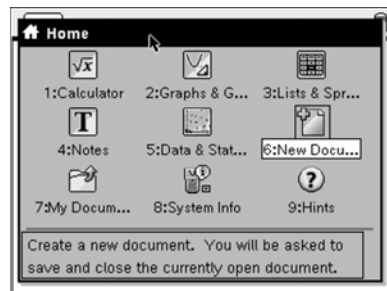 Home
1:Calculator 2:Graphs & G... 3:Lists & Spr...
4:Notes 5:Data & Stat... 6:New Docu...
7:My Docum... 8:System Info 9:Hints
Create a new document. You will be asked to
save and close the currently open document.